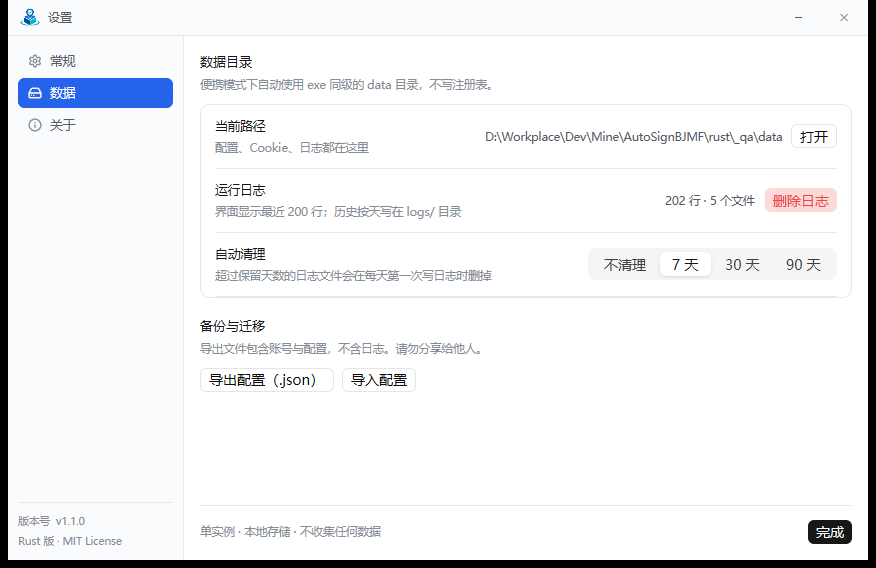 设置
常规
数据
关于
数据目录
便携模式下自动使用 exe 同级的 data 目录，不写注册表。
当前路径
配置、Cookie、日志都在这里
D:\Workplace\Dev\Mine\AutoSignBJMF\rust\_qa\data
打开
运行日志
界面显示最近 200 行；历史按天写在 logs/ 目录
202 行 · 5 个文件
删除日志
自动清理
超过保留天数的日志文件会在每天第一次写日志时删掉
不清理 7 天 30 天 90 天
备份与迁移
导出文件包含账号与配置，不含日志。请勿分享给他人。
导出配置（.json） 导入配置
版本号 v1.1.0
Rust 版 · MIT License
单实例 · 本地存储 · 不收集任何数据
完成